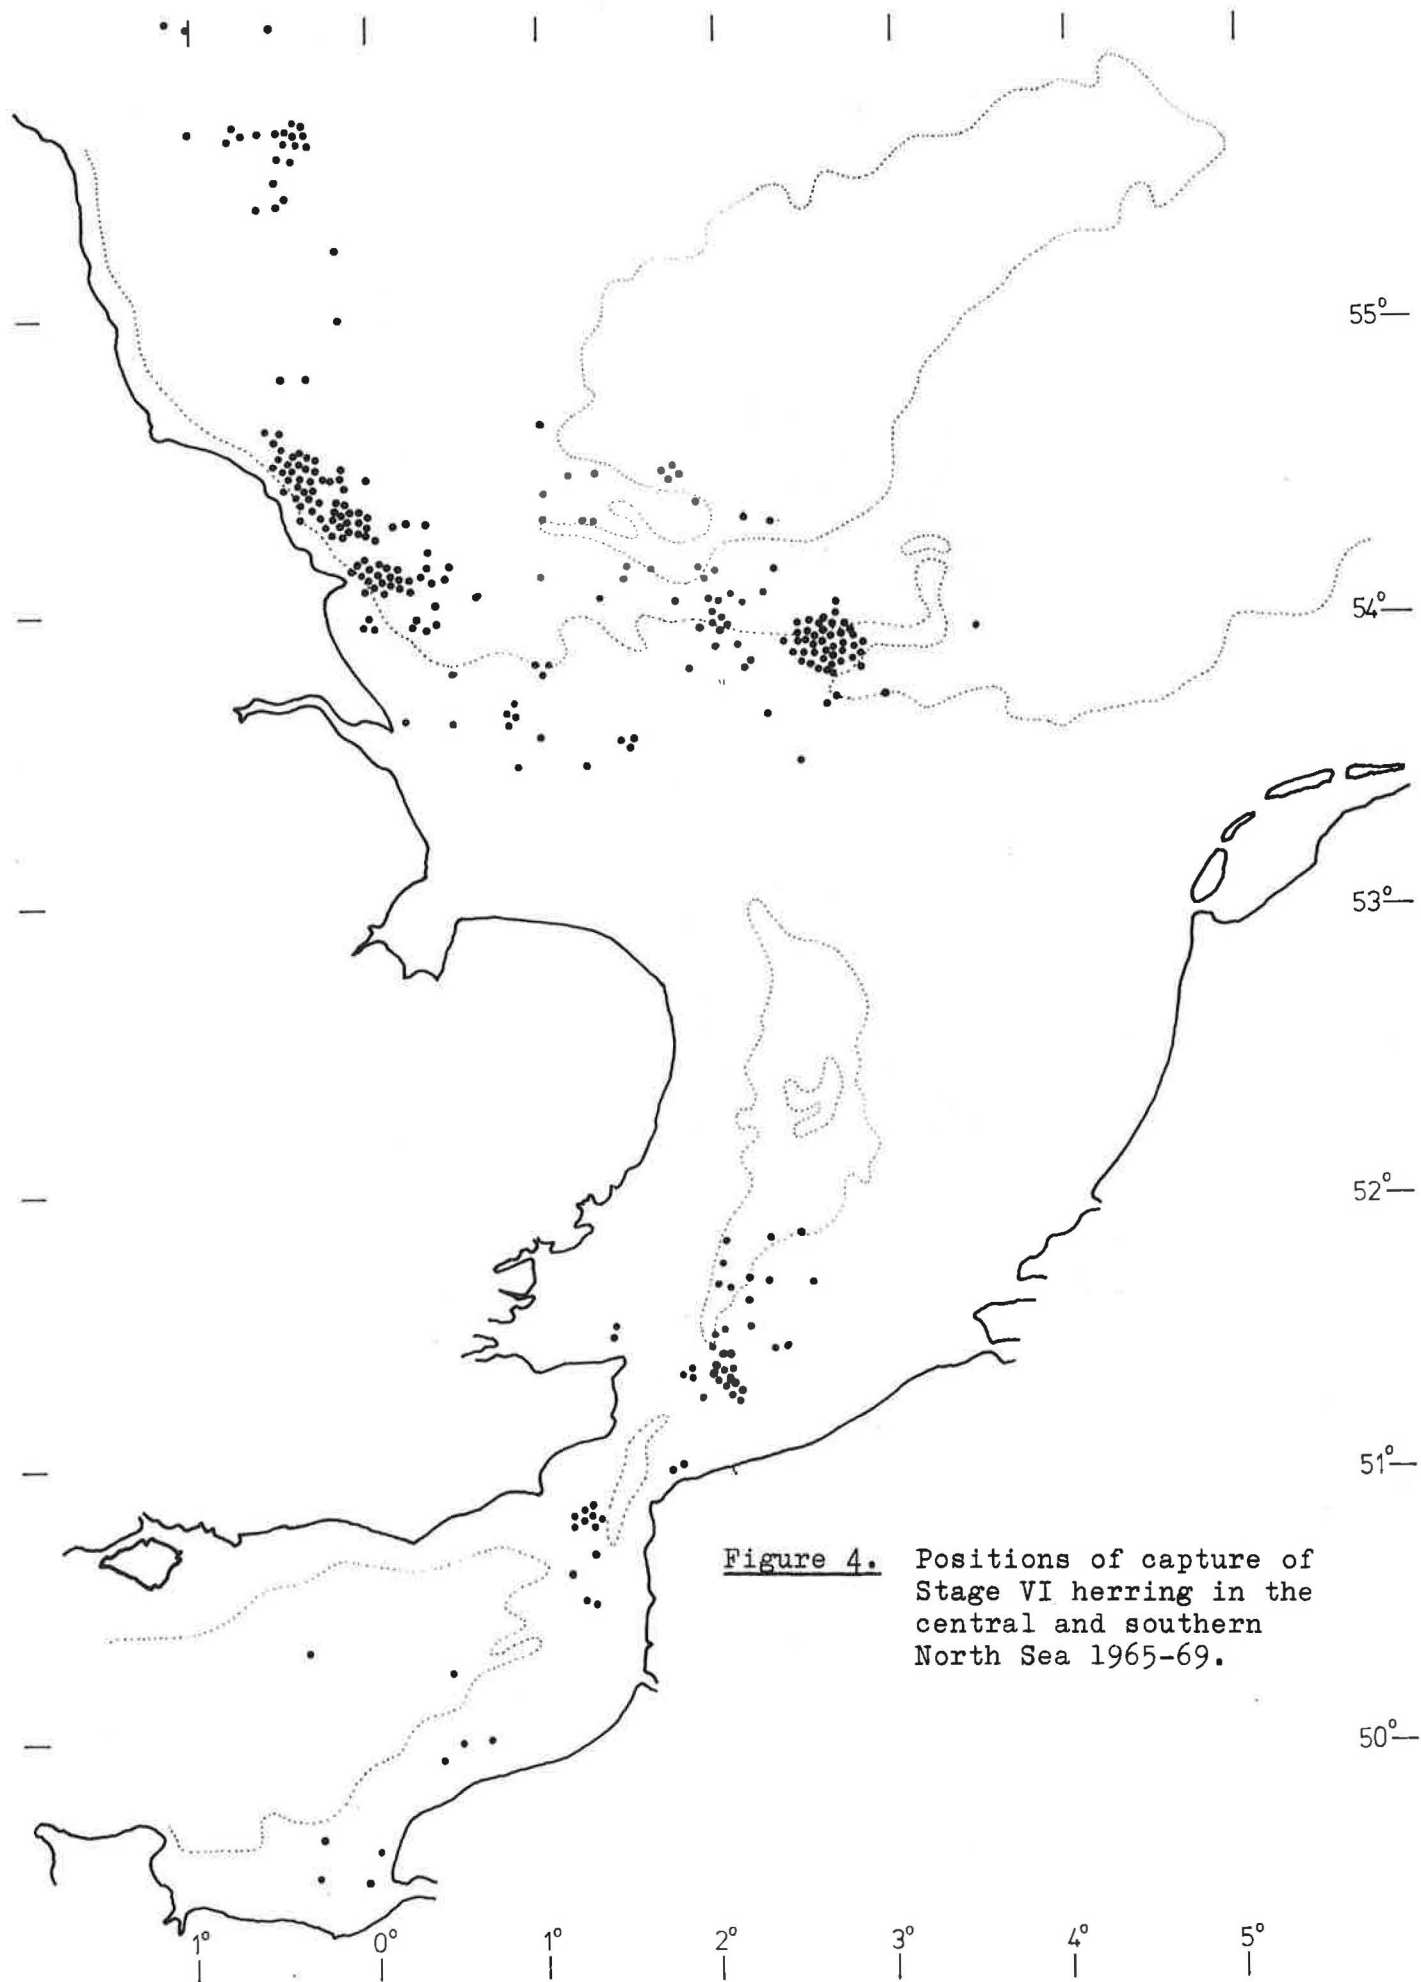 55°
54°
53°
52°
51°
Figure 4. Positions of capture of
Stage VI herring in the
central and southern
North Sea 1965-69.
50°
1° 0° 1° 2° 3° 4° 5°